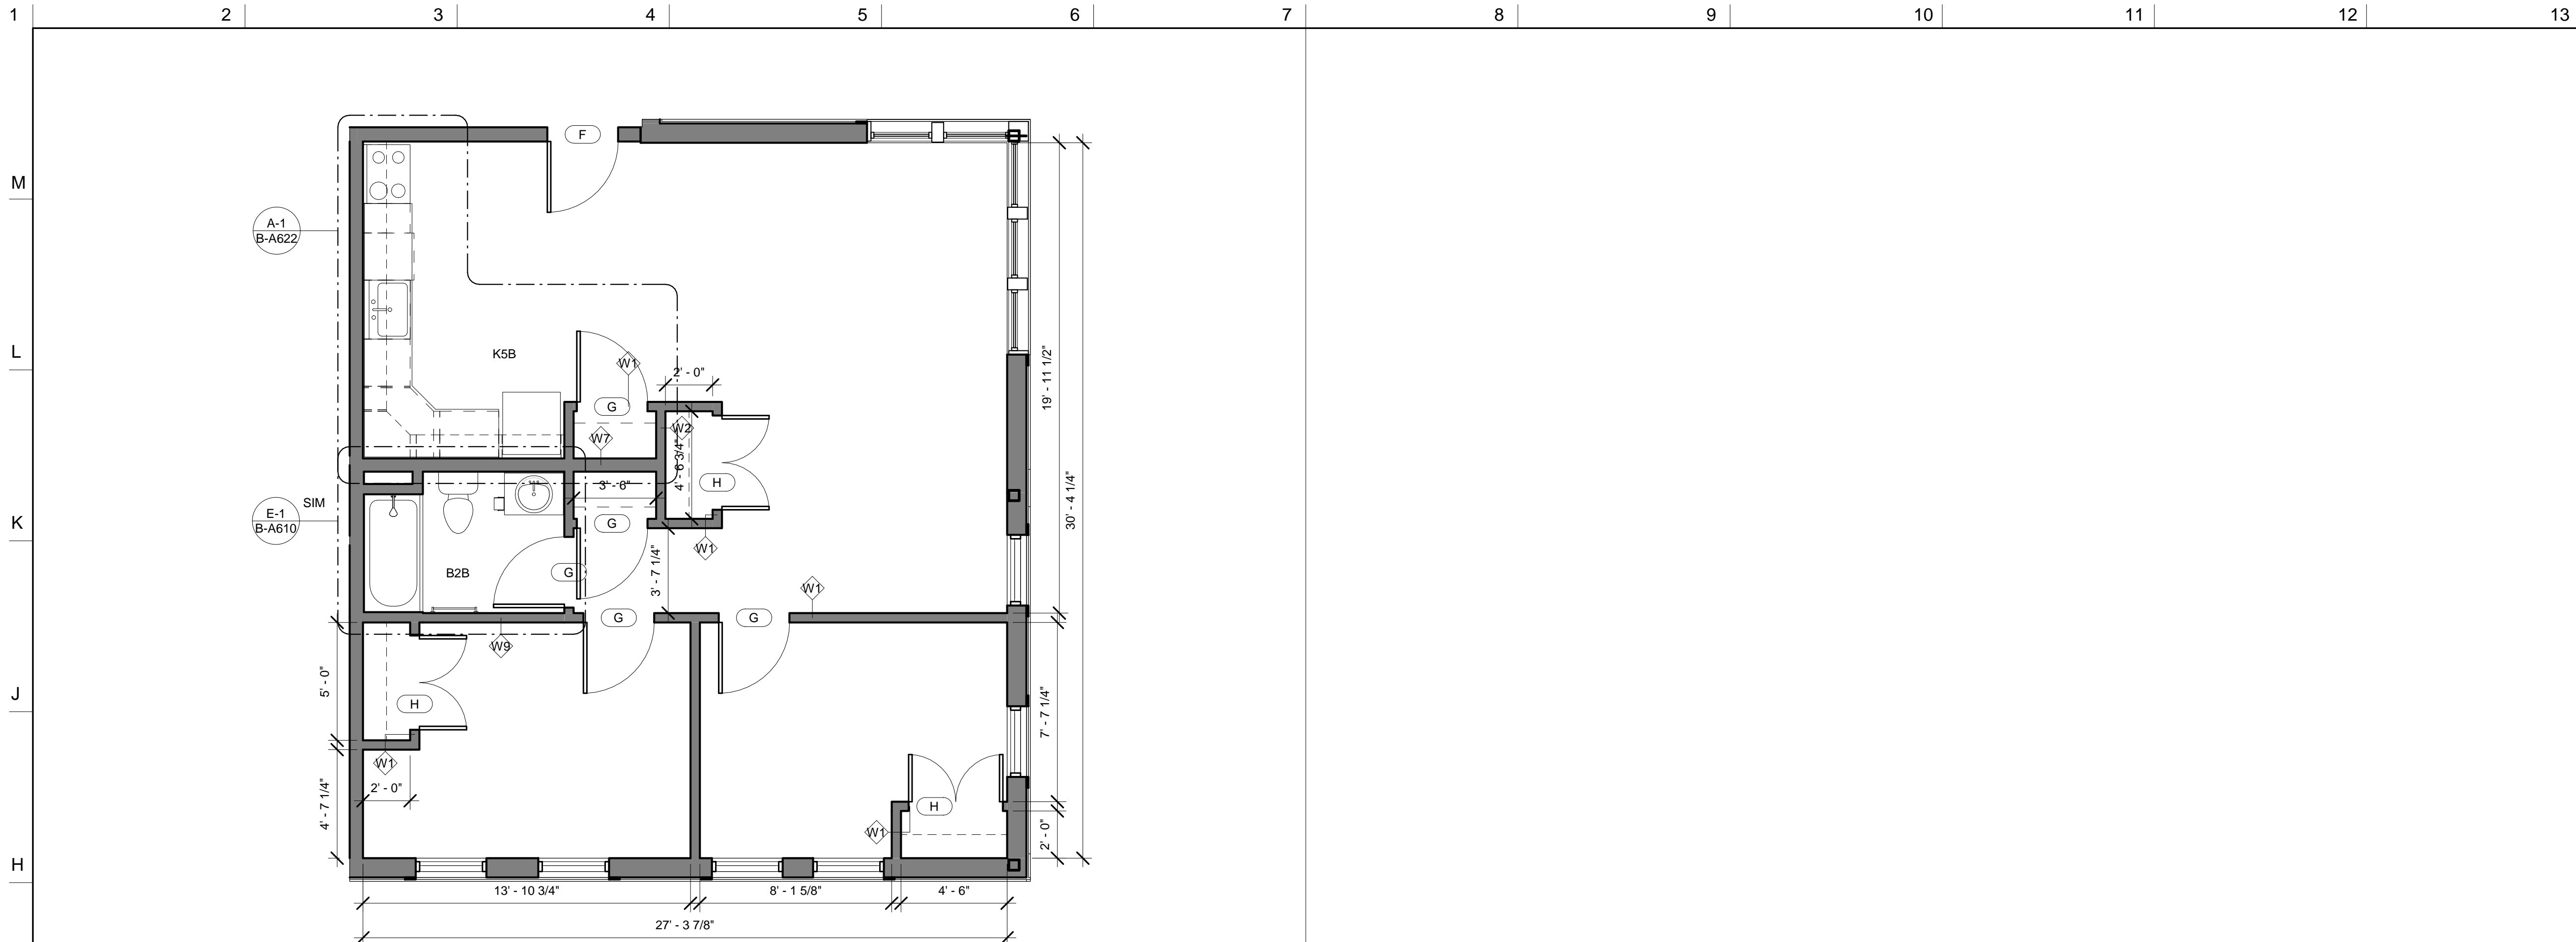 1 2 3 4 5 6 7 8 9 10 11 12 13
F
M
A-1
B-A622
L
K5B
W1
2' - 0"
19' - 11 1/2"
G
W7
W2
4' - 6 3/4"
H
3' - 6"
30' - 4 1/4"
SIM
E-1
B-A610
K
G
W1
3' - 7 1/4"
B2B
G
W1
G
G
W9
5' - 0"
J
H
7' - 7 1/4"
W1
2' - 0"
4' - 7 1/4"
H
W1
2' - 0"
H
13' - 10 3/4"
8' - 1 5/8"
4' - 6"
27' - 3 7/8"